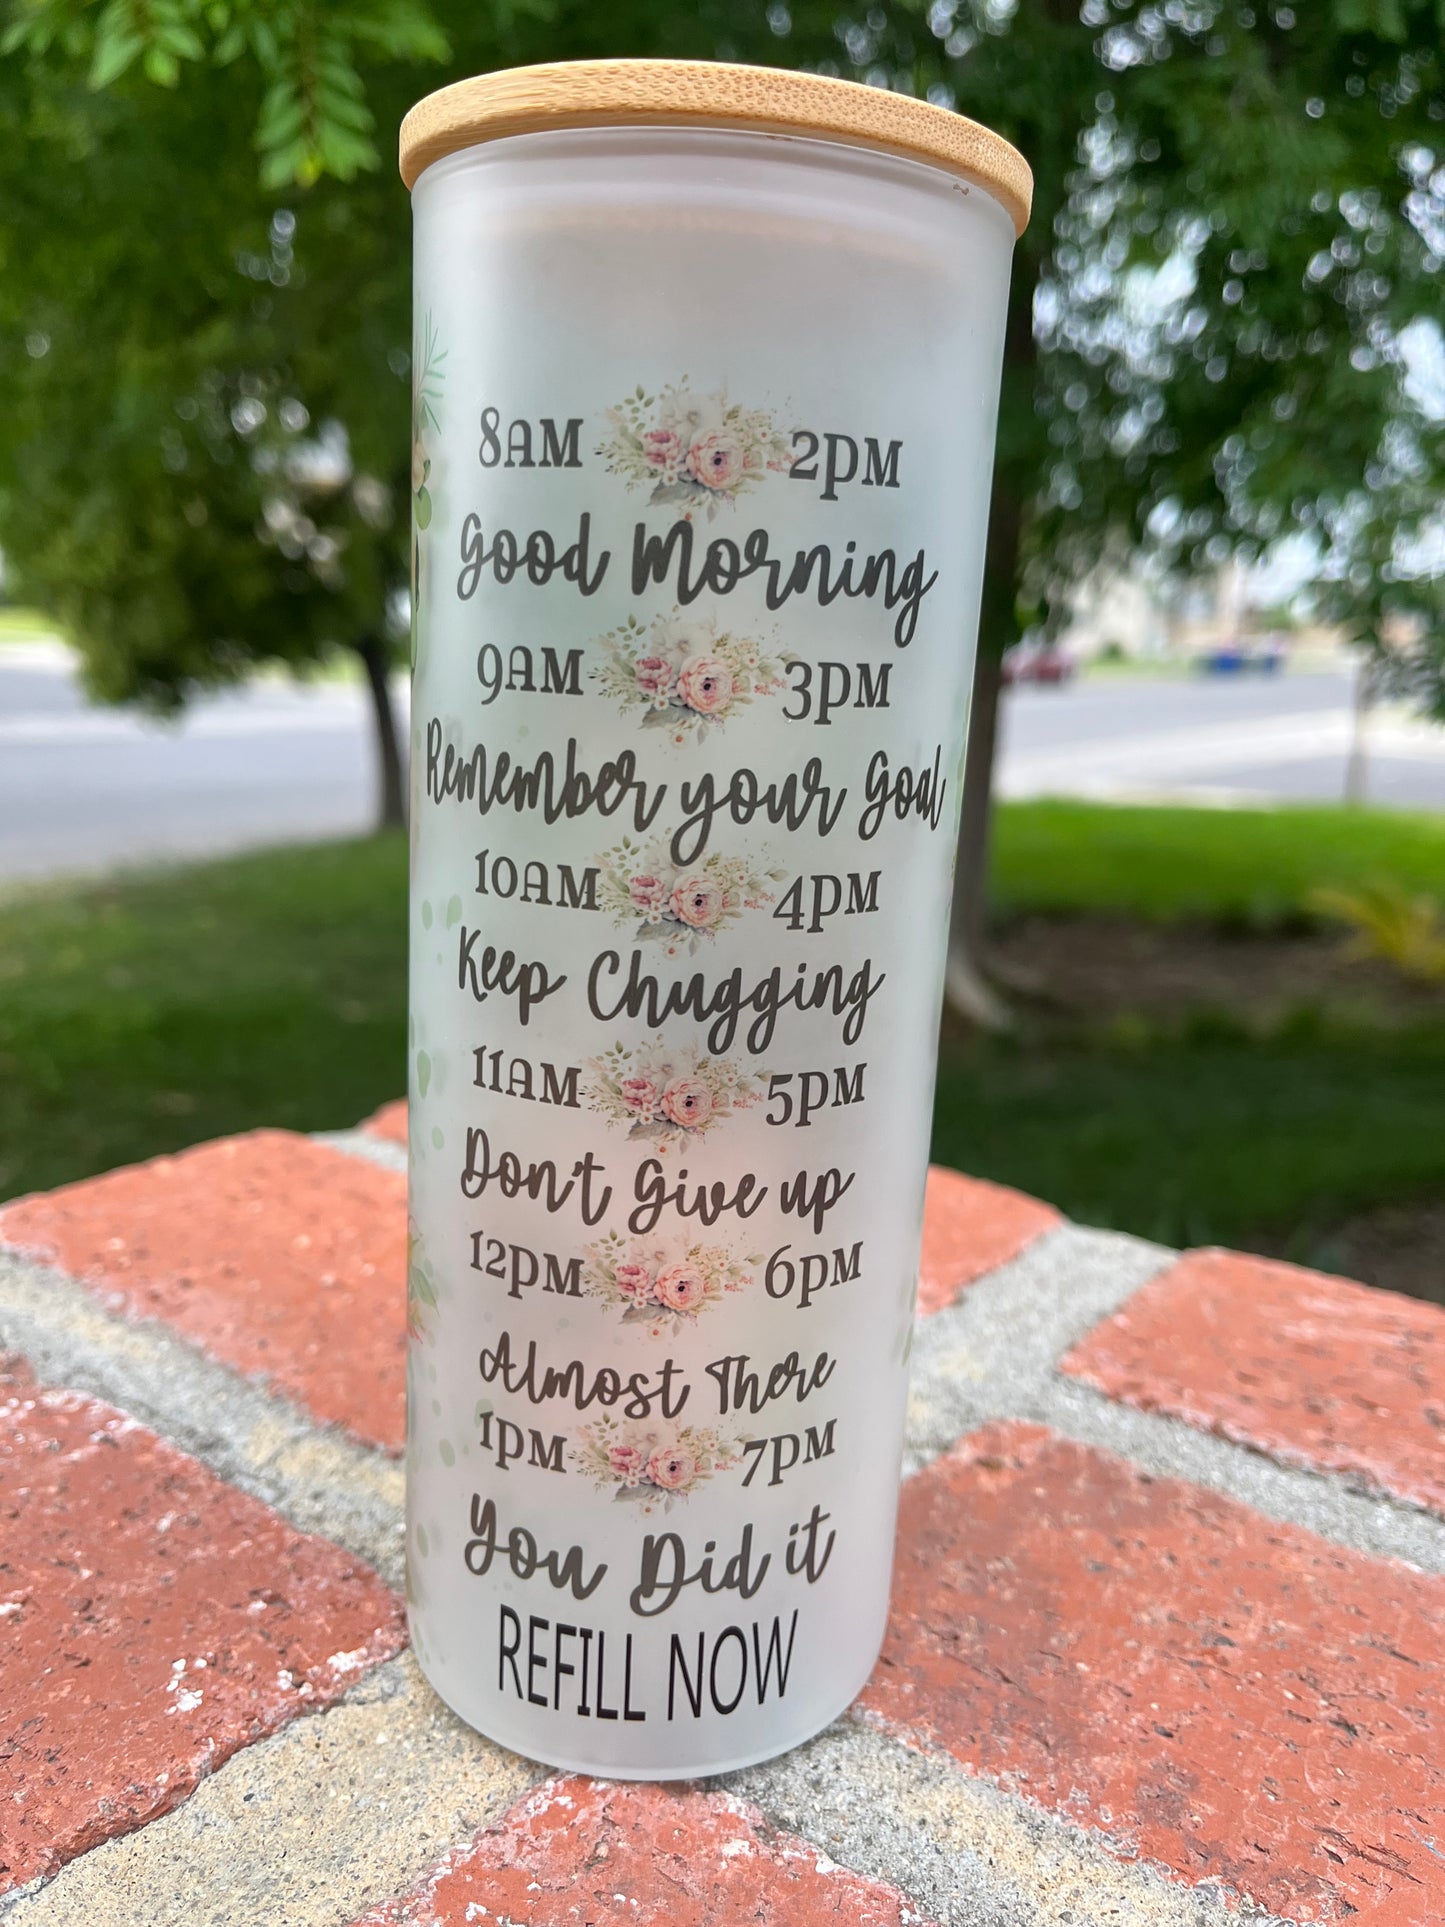 8AM 2PM
Good Morning
9AM 3PM
Remember your Goal
10AM 4PM
Keep Chugging
11AM 5PM
Don't Give up
12PM 6PM
Almost There
1PM 7PM
You Did it
REFILL NOW